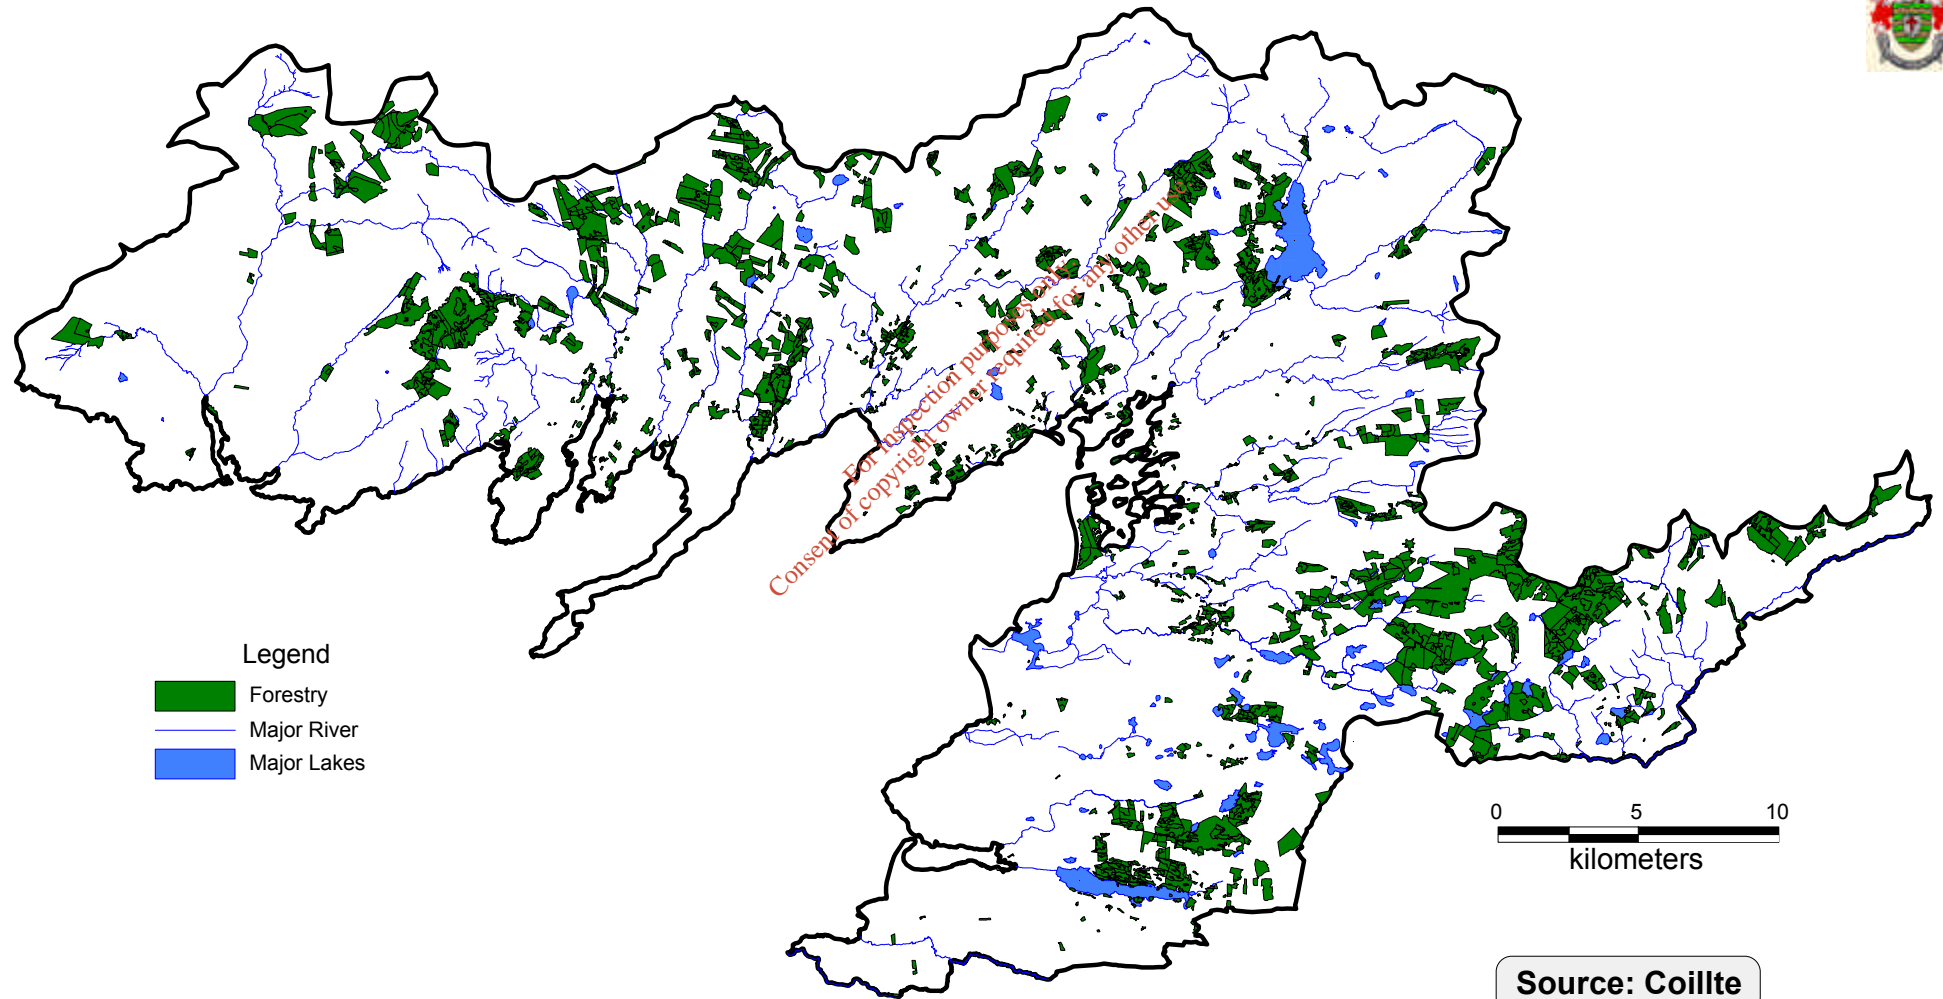 For inspection purposes only.
Consent of copyright owner required for any other use.
Legend
Forestry
Major River
Major Lakes
0 5 10
kilometers
Source: Coillte